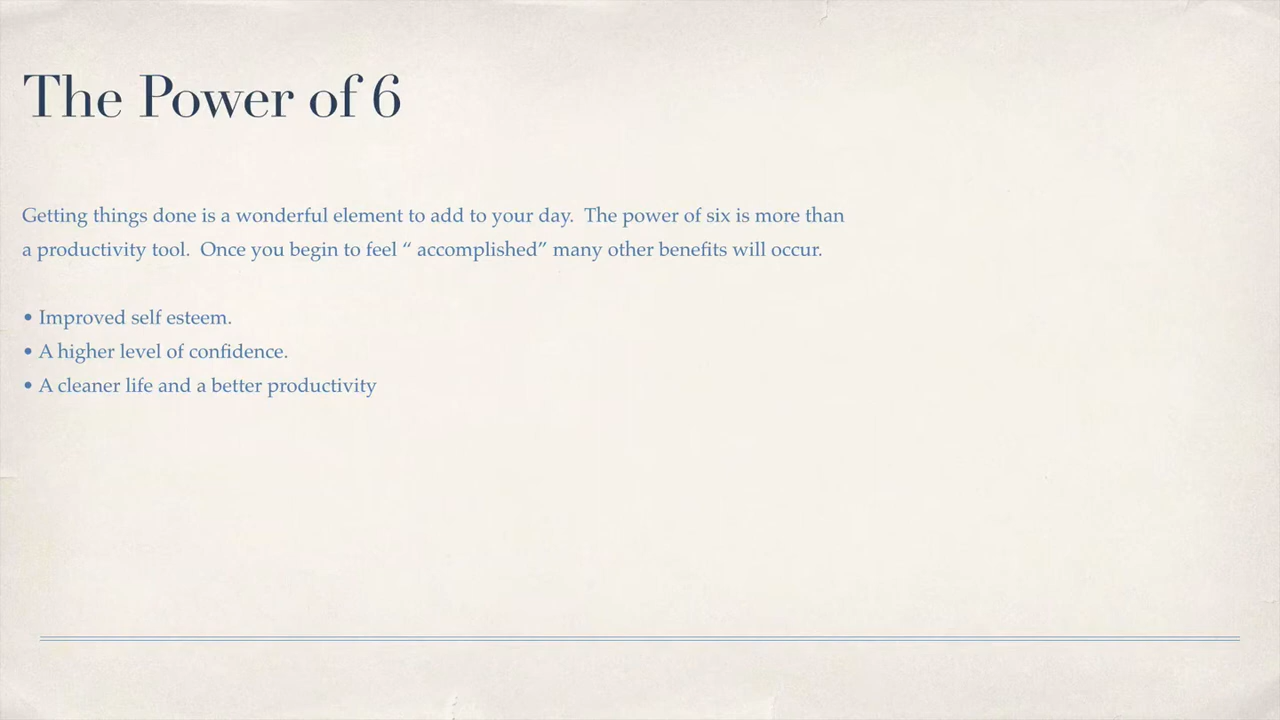 The Power of 6
Getting things done is a wonderful element to add to your day.  The power of six is more than
a productivity tool.  Once you begin to feel “ accomplished” many other benefits will occur.
• Improved self esteem.
• A higher level of confidence.
• A cleaner life and a better productivity